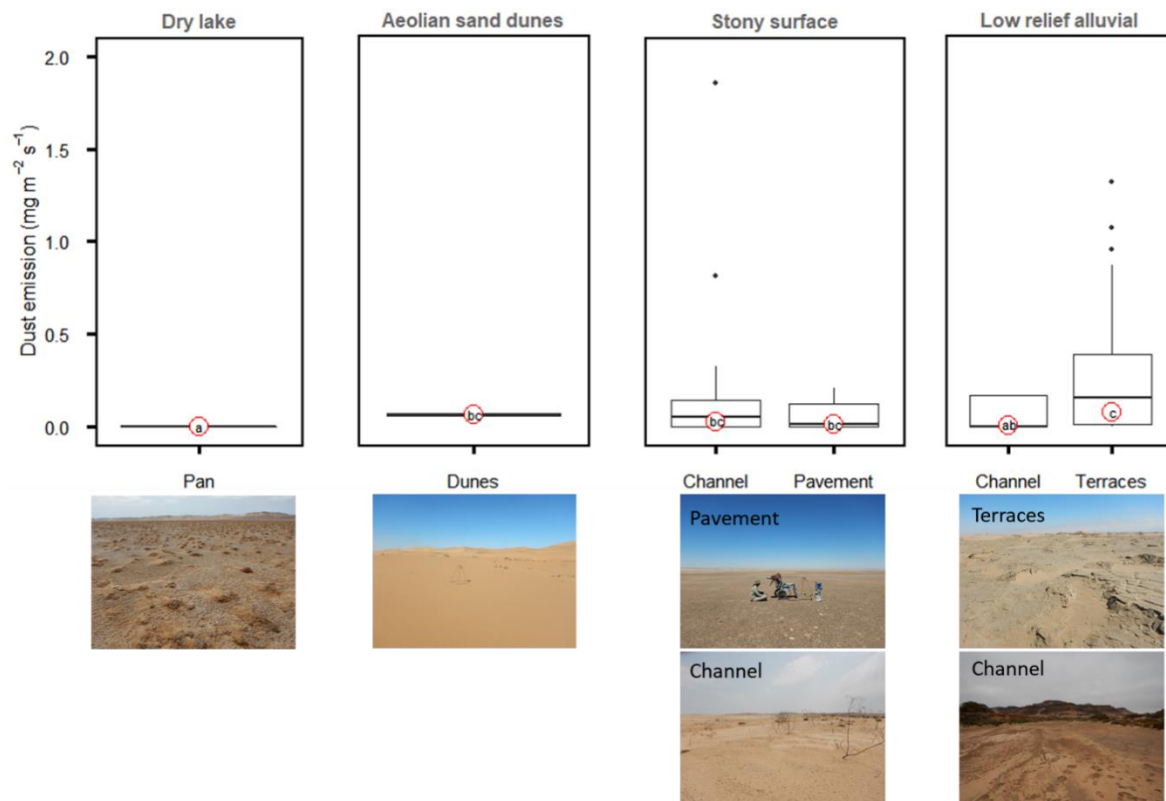 Dry lake
Aeolian sand dunes
Stony surface
Low relief alluvial
Dust emission (mg m⁻² s⁻¹)
2.0
1.5
1.0
0.5
0.0
a
bc
bc
bc
ab
c
Pan
Dunes
Channel Pavement
Channel Terraces
Pavement
Terraces
Channel
Channel